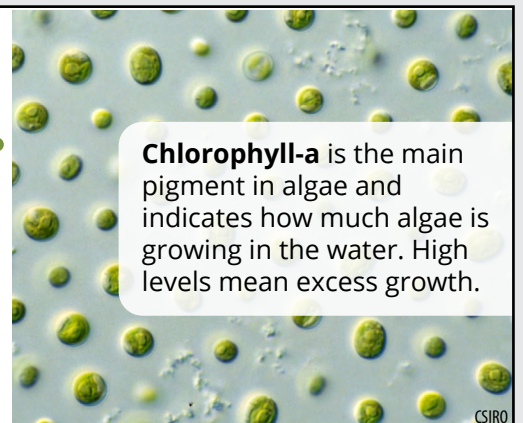 Chlorophyll-a is the main
pigment in algae and
indicates how much algae is
growing in the water. High
levels mean excess growth.
CSIRO